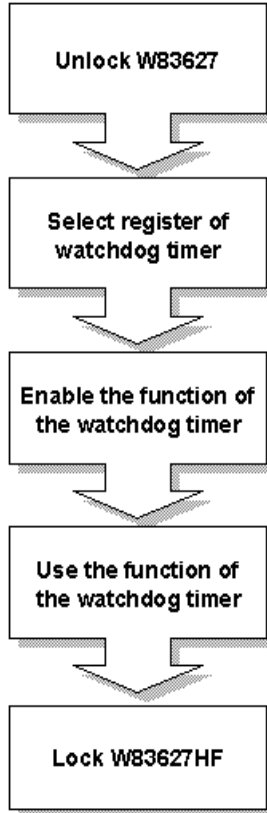 Unlock W83627
Select register of
watchdog timer
Enable the function of
the watchdog timer
Use the function of
the watchdog timer
Lock W83627HF